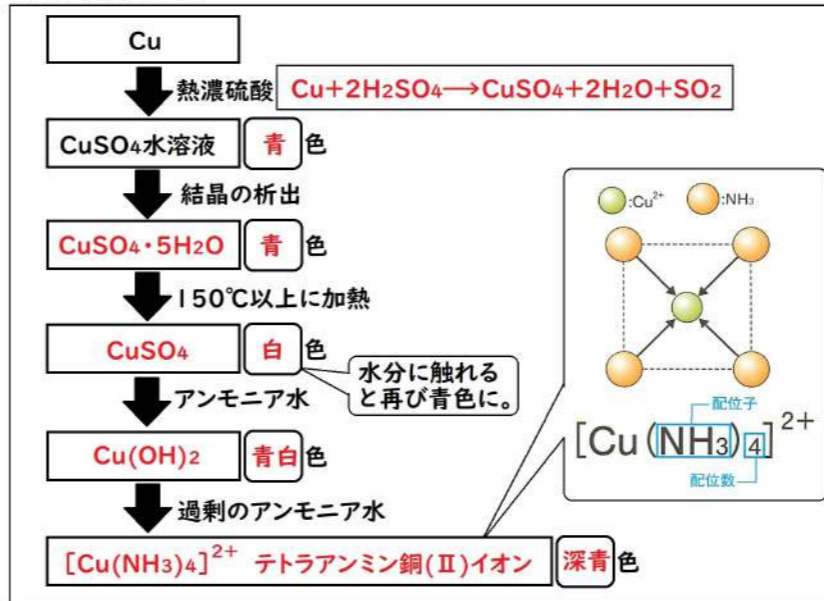 Cu
熱濃硫酸 Cu+2H2SO4→CuSO4+2H2O+SO2
CuSO4水溶液 青 色
結晶の析出
CuSO4・5H2O 青 色
150℃以上に加熱
CuSO4 白 色
水分に触れる
と再び青色に。
アンモニア水
Cu(OH)2 青白 色
過剰のアンモニア水
[Cu(NH3)4]2+ テトラアンミン銅(Ⅱ)イオン 深青 色
:Cu2+ :NH3
配位子
[Cu(NH3)4]2+
配位数